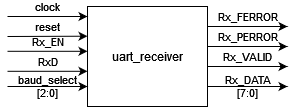 clock
reset
Rx_EN
RxD
baud_select
[2:0]
uart_receiver
Rx_FERROR
Rx_PERROR
Rx_VALID
Rx_DATA
[7:0]